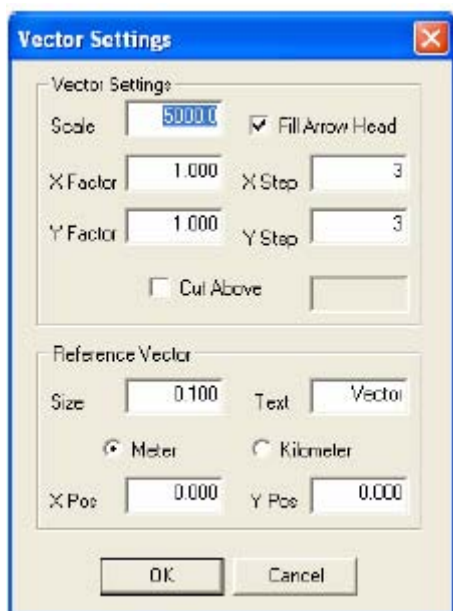 Vector Settings
Vector Settings
Scale 5000.0 Fill Arrow Head
X Factor 1.000 X Step 3
Y Factor 1.000 Y Step 3
Cut Above
Reference Vector
Size 0.100 Text Vector
Meter Kilometer
X Pos 0.000 Y Pos 0.000
OK Cancel